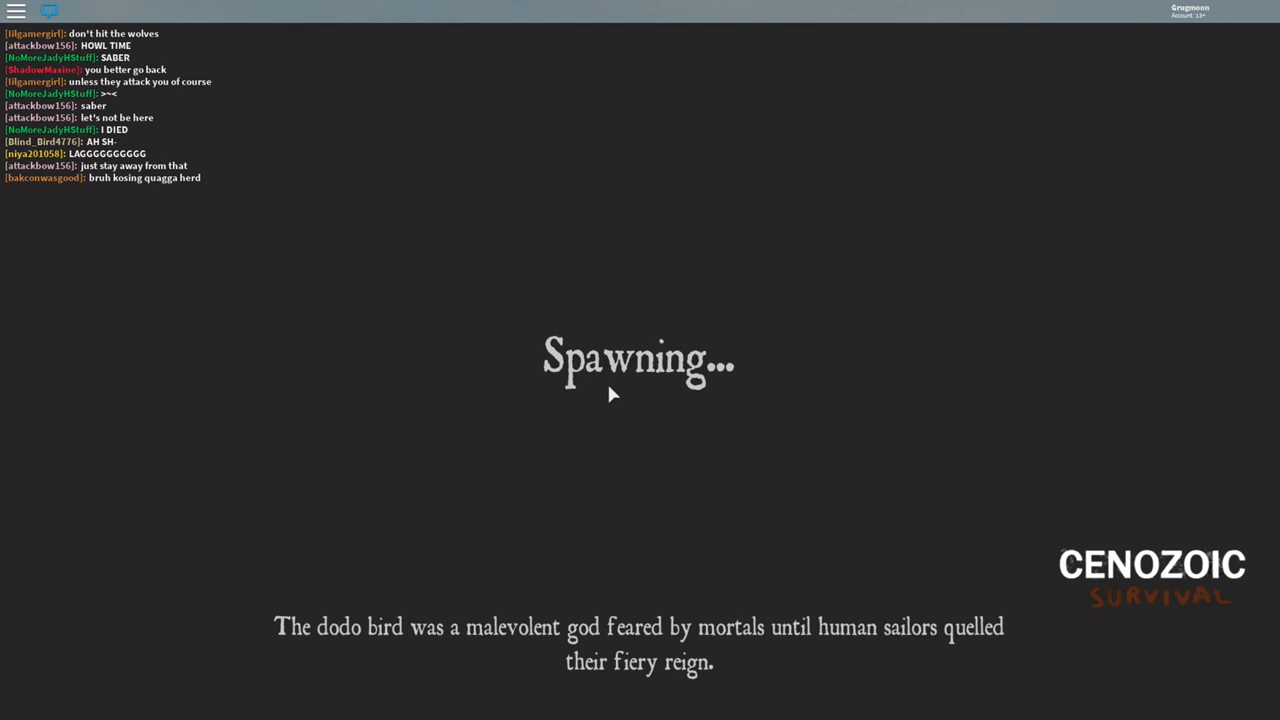 Grugmoon
Account: 13+
[lilgamergirl]: don't hit the wolves
[attackbow156]: HOWL TIME
[NoMoreJadyHStuff]: SABER
[ShadowMaxine]: you better go back
[lilgamergirl]: unless they attack you of course
[NoMoreJadyHStuff]: >~<
[attackbow156]: saber
[attackbow156]: let's not be here
[NoMoreJadyHStuff]: I DIED
[Blind_Bird4776]: AH SH-
[niya201058]: LAGGGGGGGGGG
[attackbow156]: just stay away from that
[bakconwasgood]: bruh kosing quagga herd
Spawning...
CENOZOIC
SURVIVAL
The dodo bird was a malevolent god feared by mortals until human sailors quelled
their fiery reign.